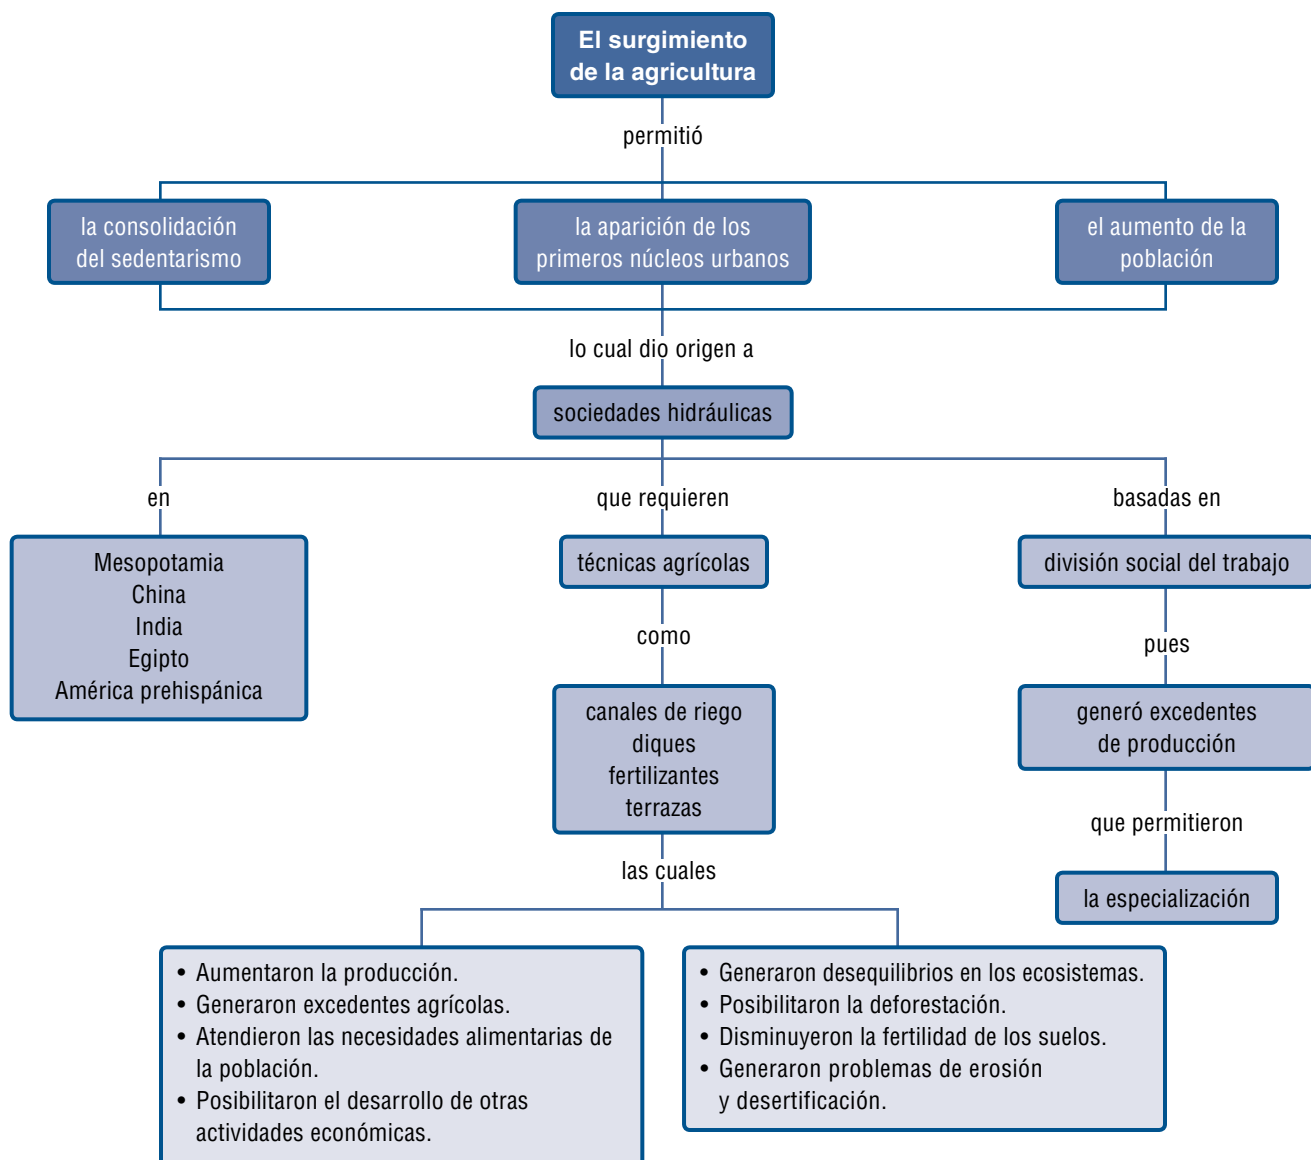 El surgimiento
de la agricultura
permitió
la consolidación
del sedentarismo
la aparición de los
primeros núcleos urbanos
el aumento de la
población
lo cual dio origen a
sociedades hidráulicas
en
que requieren
basadas en
Mesopotamia
China
India
Egipto
América prehispánica
técnicas agrícolas
como
canales de riego
diques
fertilizantes
terrazas
las cuales
división social del trabajo
pues
generó excedentes
de producción
que permitieron
la especialización
• Aumentaron la producción.
• Generaron excedentes agrícolas.
• Atendieron las necesidades alimentarias de
la población.
• Posibilitaron el desarrollo de otras
actividades económicas.
• Generaron desequilibrios en los ecosistemas.
• Posibilitaron la deforestación.
• Disminuyeron la fertilidad de los suelos.
• Generaron problemas de erosión
y desertificación.